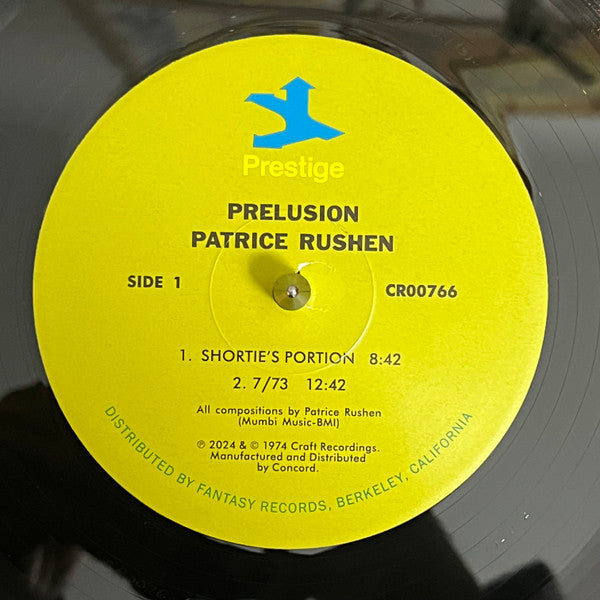 Prestige
PRELUSION
PATRICE RUSHEN
SIDE 1
CR00766
1. SHORTIE'S PORTION 8:42
2. 7/73 12:42
All compositions by Patrice Rushen
(Mumbi Music-BMI)
℗ 2024 & © 1974 Craft Recordings.
Manufactured and Distributed
by Concord.
DISTRIBUTED BY FANTASY RECORDS, BERKELEY, CALIFORNIA